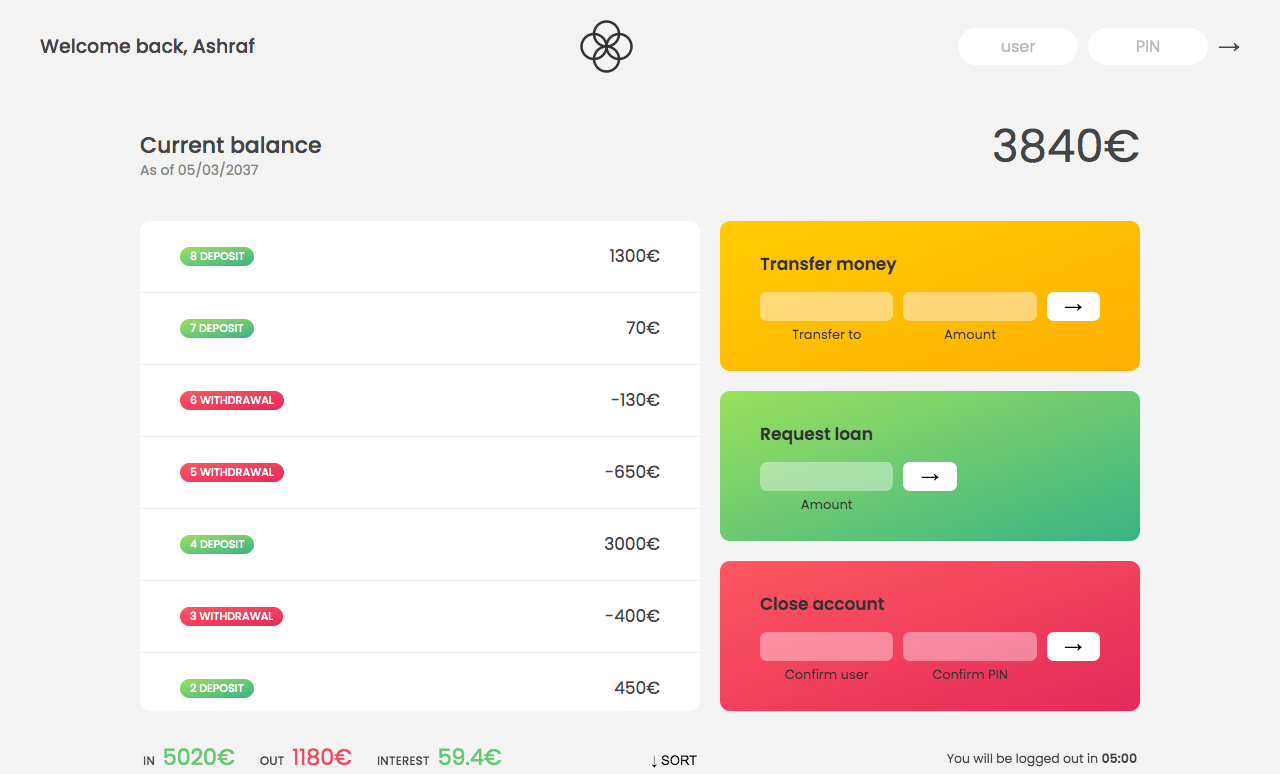 Welcome back, Ashraf
user PIN →
Current balance
As of 05/03/2037
3840€
8 DEPOSIT 1300€
7 DEPOSIT 70€
6 WITHDRAWAL -130€
5 WITHDRAWAL -650€
4 DEPOSIT 3000€
3 WITHDRAWAL -400€
2 DEPOSIT 450€
Transfer money
→
Transfer to Amount
Request loan
→
Amount
Close account
→
Confirm user Confirm PIN
IN 5020€ OUT 1180€ INTEREST 59.4€ ↓ SORT
You will be logged out in 05:00